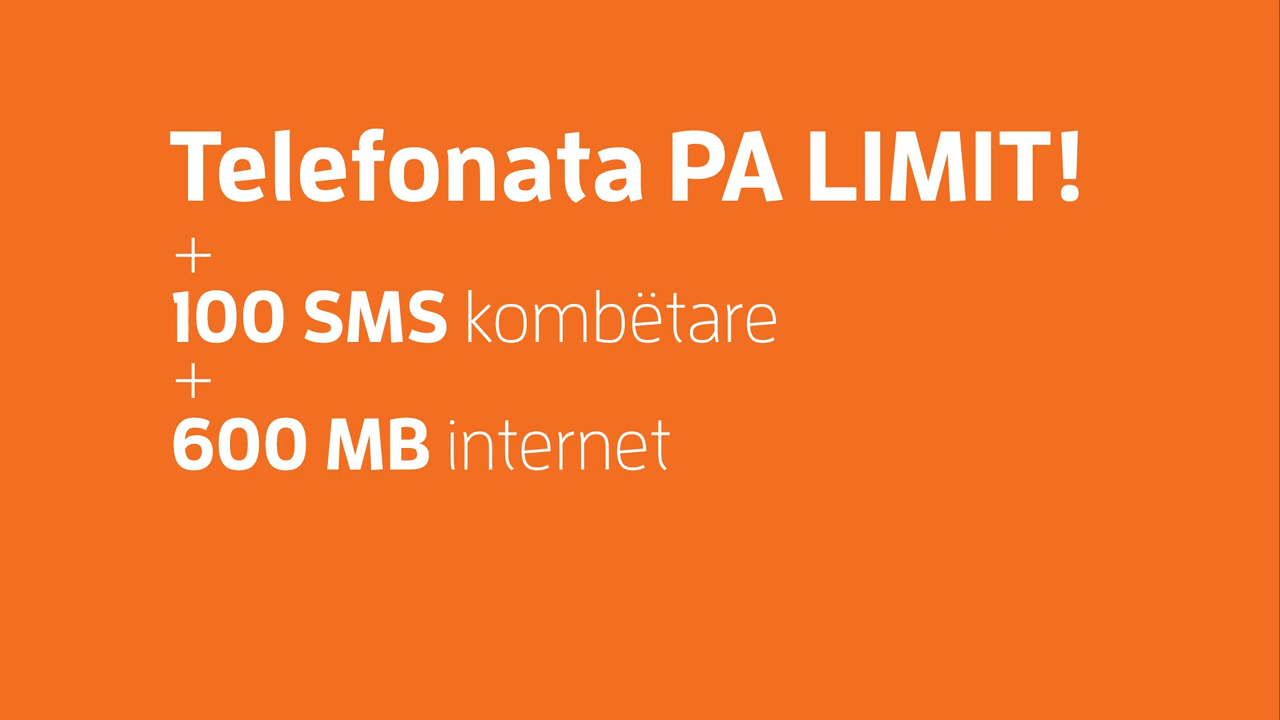 Telefonata PA LIMIT!
+
100 SMS kombëtare
+
600 MB internet